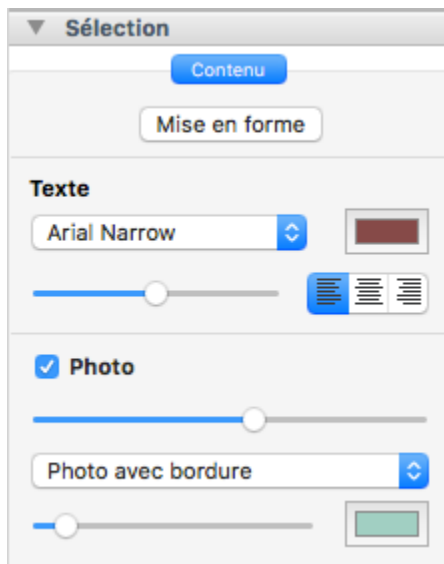 Sélection
Contenu
Mise en forme
Texte
Arial Narrow
Photo
Photo avec bordure